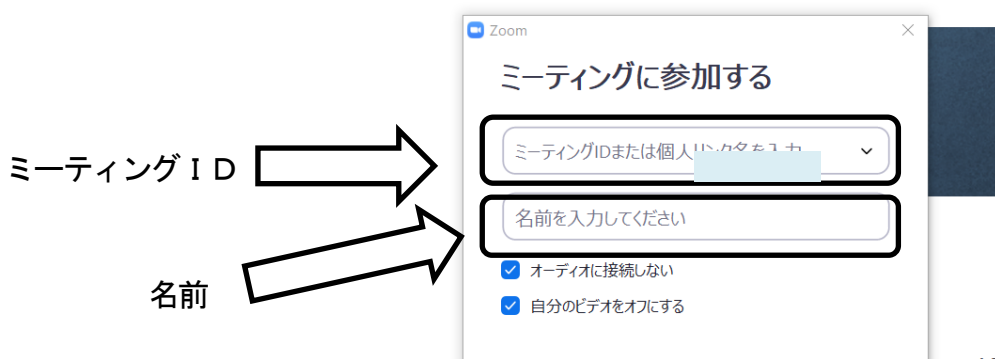 Zoom
ミーティングに参加する
ミーティングIDまたは個人
ミーティングＩＤ
名前を入力してください
オーディオに接続しない
名前
自分のビデオをオフにする